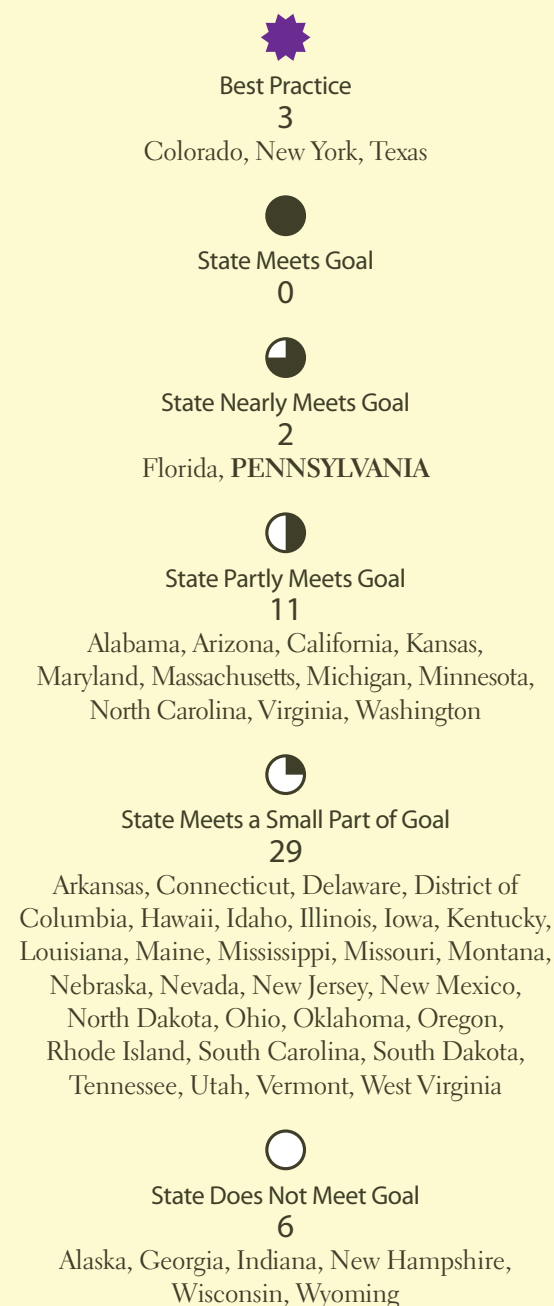 Best Practice
3
Colorado, New York, Texas
State Meets Goal
0
State Nearly Meets Goal
2
Florida, PENNSYLVANIA
State Partly Meets Goal
11
Alabama, Arizona, California, Kansas,
Maryland, Massachusetts, Michigan, Minnesota,
North Carolina, Virginia, Washington
State Meets a Small Part of Goal
29
Arkansas, Connecticut, Delaware, District of
Columbia, Hawaii, Idaho, Illinois, Iowa, Kentucky,
Louisiana, Maine, Mississippi, Missouri, Montana,
Nebraska, Nevada, New Jersey, New Mexico,
North Dakota, Ohio, Oklahoma, Oregon,
Rhode Island, South Carolina, South Dakota,
Tennessee, Utah, Vermont, West Virginia
State Does Not Meet Goal
6
Alaska, Georgia, Indiana, New Hampshire,
Wisconsin, Wyoming